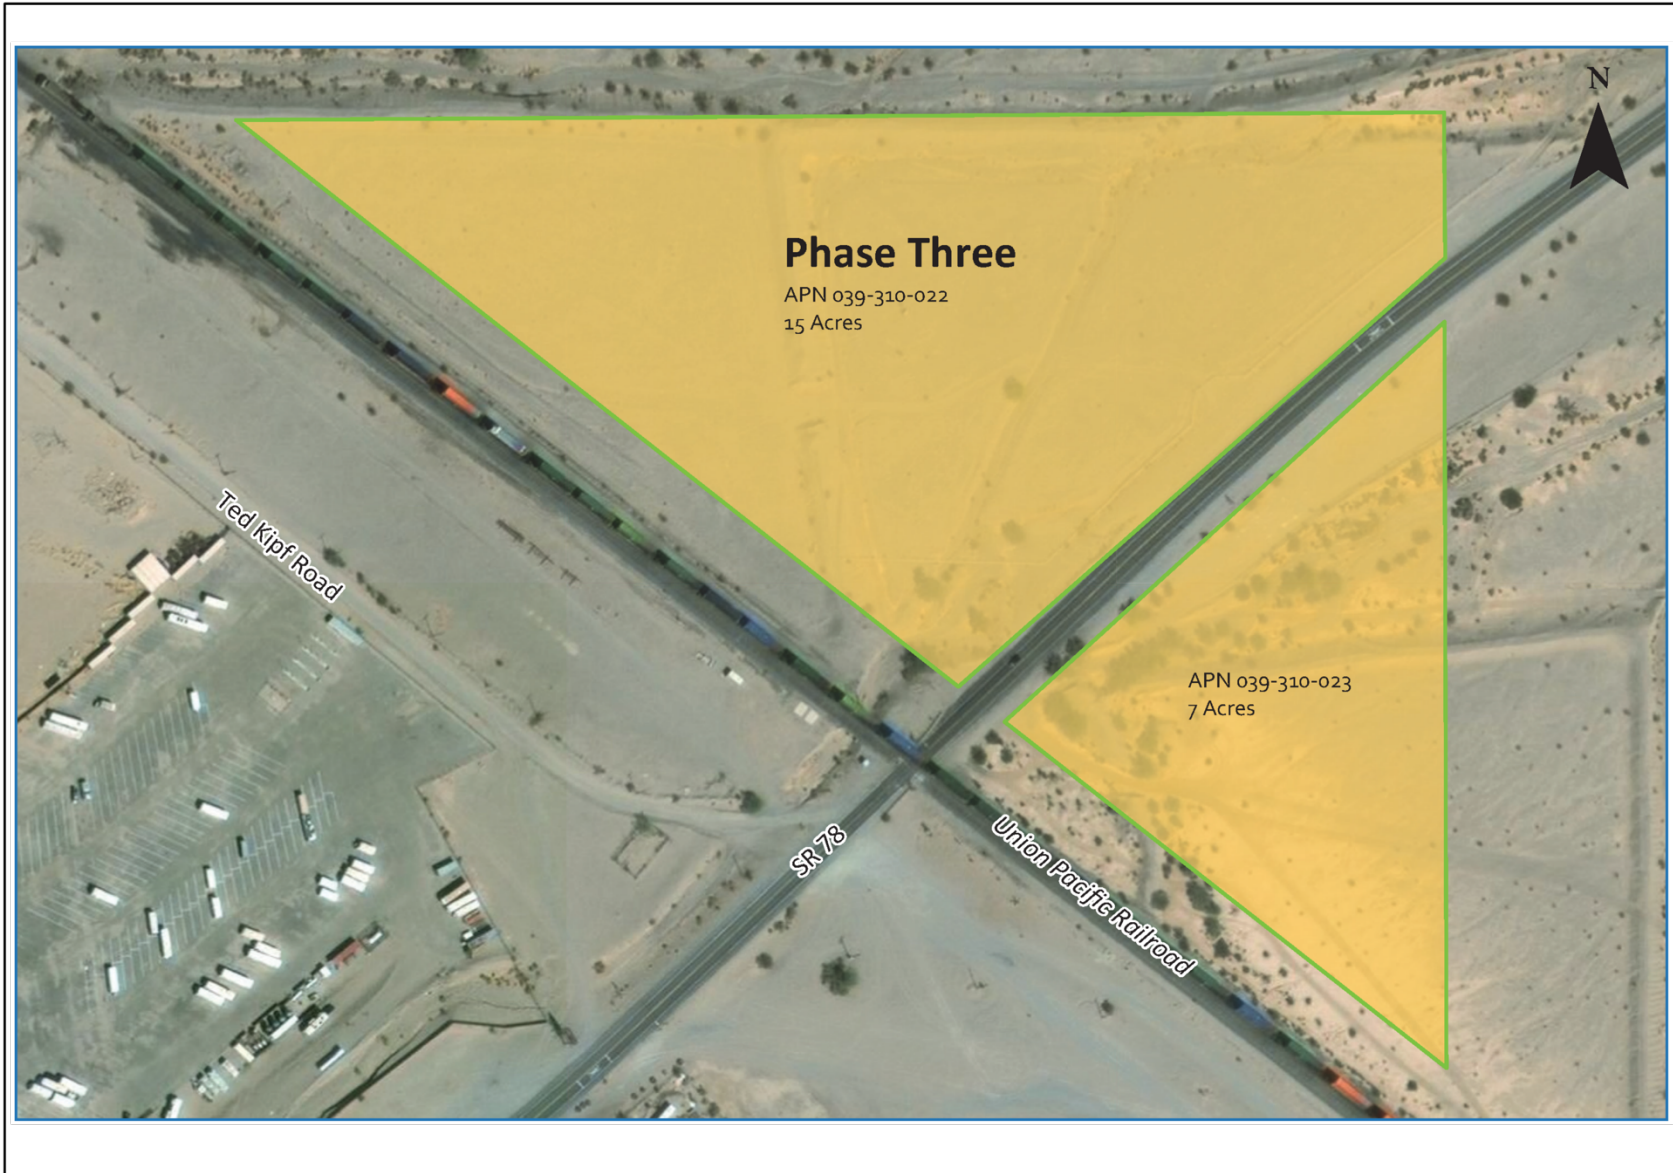 N
Phase Three
APN 039-310-022
15 Acres
Ted Kipf Road
APN 039-310-023
7 Acres
SR 78
Union Pacific Railroad